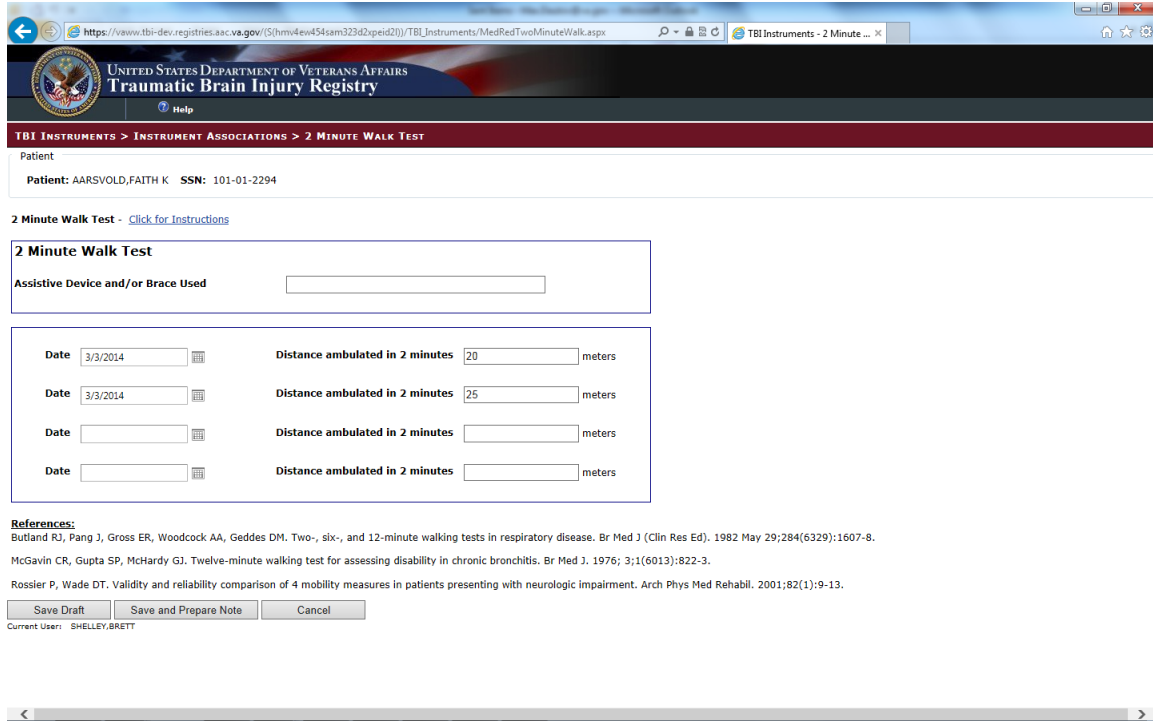 https://vaww.tbi-dev.registries.aac.va.gov/(S(hmv4ew454sam323d2xpeid2l))/TBI_Instruments/MedRedTwoMinuteWalk.aspx
TBI Instruments - 2 Minute ...
UNITED STATES DEPARTMENT OF VETERANS AFFAIRS
Traumatic Brain Injury Registry
Help
TBI INSTRUMENTS > INSTRUMENT ASSOCIATIONS > 2 MINUTE WALK TEST
Patient
Patient: AARSVOLD,FAITH K SSN: 101-01-2294
2 Minute Walk Test - Click for Instructions
2 Minute Walk Test
Assistive Device and/or Brace Used
Date 3/3/2014 Distance ambulated in 2 minutes 20 meters
Date 3/3/2014 Distance ambulated in 2 minutes 25 meters
Date Distance ambulated in 2 minutes meters
Date Distance ambulated in 2 minutes meters
References:
Butland RJ, Pang J, Gross ER, Woodcock AA, Geddes DM. Two-, six-, and 12-minute walking tests in respiratory disease. Br Med J (Clin Res Ed). 1982 May 29;284(6329):1607-8.
McGavin CR, Gupta SP, McHardy GJ. Twelve-minute walking test for assessing disability in chronic bronchitis. Br Med J. 1976; 3;1(6013):822-3.
Rossier P, Wade DT. Validity and reliability comparison of 4 mobility measures in patients presenting with neurologic impairment. Arch Phys Med Rehabil. 2001;82(1):9-13.
Save Draft Save and Prepare Note Cancel
Current User: SHELLEY,BRETT